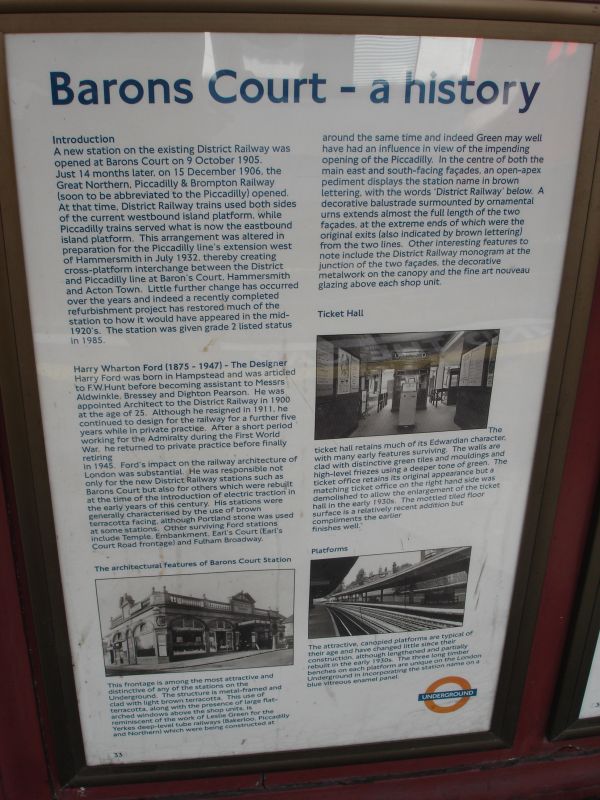 Barons Court - a history
Introduction
A new station on the existing District Railway was
opened at Barons Court on 9 October 1905.
Just 14 months later, on 15 December 1906, the
Great Northern, Piccadilly & Brompton Railway
(soon to be abbreviated to the Piccadilly) opened.
At that time, District Railway trains used both sides
of the current westbound island platform, while
Piccadilly trains served what is now the eastbound
island platform. This arrangement was altered in
preparation for the Piccadilly line's extension west
of Hammersmith in July 1932, thereby creating
cross-platform interchange between the District
and Piccadilly line at Baron's Court, Hammersmith
and Acton Town. Little further change has occurred
over the years and indeed a recently completed
refurbishment project has restored much of the
station to how it would have appeared in the mid-
1920's. The station was given grade 2 listed status
in 1985.
Harry Wharton Ford (1875 - 1947) - The Designer
Harry Ford was born in Hampstead and was articled
to F.W.Hunt before becoming assistant to Messrs
Aldwinkle, Bressey and Dighton Pearson. He was
appointed Architect to the District Railway in 1900
at the age of 25. Although he resigned in 1911, he
continued to design for the railway for a further five
years while in private practice. After a short period
working for the Admiralty during the First World
War, he returned to private practice before finally
retiring
in 1945. Ford's impact on the railway architecture of
London was substantial. He was responsible not
only for the new District Railway stations such as
Barons Court but also for others which were rebuilt
at the time of the introduction of electric traction in
the early years of this century. His stations were
generally characterised by the use of brown
terracotta facing, although Portland stone was used
at some stations. Other surviving Ford stations
include Temple, Embankment, Earl's Court (Earl's
Court Road frontage) and Fulham Broadway.
The architectural features of Barons Court Station
This frontage is among the most attractive and
distinctive of any of the stations on the
Underground. The structure is metal-framed and
clad with light brown terracotta. This use of
terracotta, along with the presence of large flat-
arched windows above the shop units, is
reminiscent of the work of Leslie Green for the
Yerkes deep-level tube railways (Bakerloo, Piccadilly
and Northern) which were being constructed at
33
around the same time and indeed Green may well
have had an influence in view of the impending
opening of the Piccadilly. In the centre of both the
main east and south-facing façades, an open-apex
pediment displays the station name in brown
lettering, with the words 'District Railway' below. A
decorative balustrade surmounted by ornamental
urns extends almost the full length of the two
façades, at the extreme ends of which were the
original exits (also indicated by brown lettering)
from the two lines. Other interesting features to
note include the District Railway monogram at the
junction of the two façades, the decorative
metalwork on the canopy and the fine art nouveau
glazing above each shop unit.
Ticket Hall
The
ticket hall retains much of its Edwardian character,
with many early features surviving. The walls are
clad with distinctive green tiles and mouldings and
high-level friezes using a deeper tone of green. The
ticket office retains its original appearance but a
matching ticket office on the right hand side was
demolished to allow the enlargement of the ticket
hall in the early 1930s. The mottled tiled floor
surface is a relatively recent addition but
compliments the earlier
finishes well.
Platforms
The attractive, canopied platforms are typical of
their age and have changed little since their
construction, although lengthened and partially
rebuilt in the early 1930s. The three long timber
benches on each platform are unique on the London
Underground in incorporating the station name on a
blue vitreous enamel panel.
UNDERGROUND